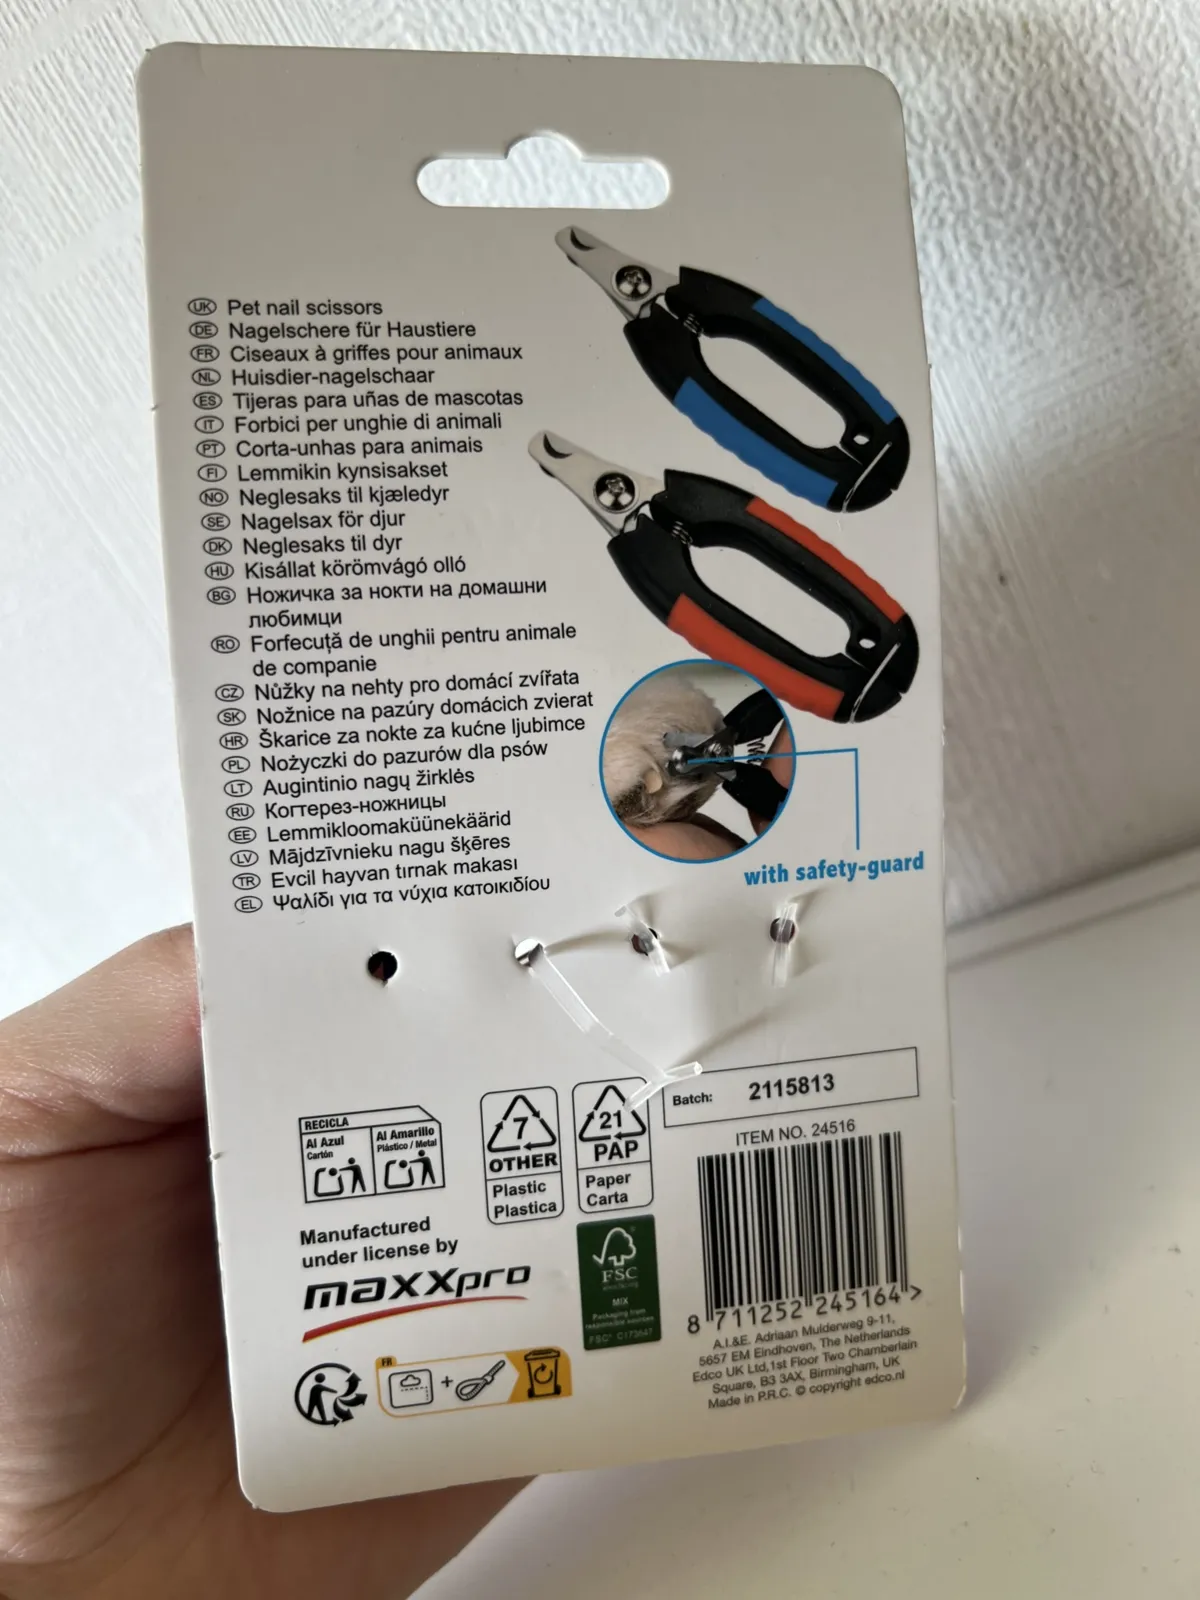 UK Pet nail scissors
DE Nagelschere für Haustiere
FR Ciseaux à griffes pour animaux
NL Huisdier-nagelschaar
ES Tijeras para uñas de mascotas
IT Forbici per unghie di animali
PT Corta-unhas para animais
FI Lemmikin kynsisakset
NO Neglesaks til kjæledyr
SE Nagelsax för djur
DK Neglesaks til dyr
HU Kisállat körömvágó olló
BG Ножичка за нокти на домашни
любимци
RO Forfecuță de unghii pentru animale
de companie
CZ Nůžky na nehty pro domácí zvířata
SK Nožnice na pazúry domácich zvierat
HR Škarice za nokte za kućne ljubimce
PL Nożyczki do pazurów dla psów
LT Augintinio nagų žirklės
RU Когтерез-ножницы
EE Lemmikloomaküünekäärid
LV Mājdzīvnieku nagu šķēres
TR Evcil hayvan tırnak makası
EL Ψαλίδι για τα νύχια κατοικιδίου
with safety-guard
RECICLA
Al Azul
Cartón
Al Amarillo
Plástico / Metal
7
OTHER
Plastic
Plastica
21
PAP
Paper
Carta
Batch: 2115813
ITEM NO. 24516
8 711252 245164 >
Manufactured
under license by
maxxpro
FSC
www.fsc.org
MIX
Packaging from
responsible sources
FSC® C173647
FR
+
A.I.&E. Adriaan Mulderweg 9-11,
5657 EM Eindhoven, The Netherlands
Edco UK Ltd,1st Floor Two Chamberlain
Square, B3 3AX, Birmingham, UK
Made in P.R.C. © copyright edco.nl